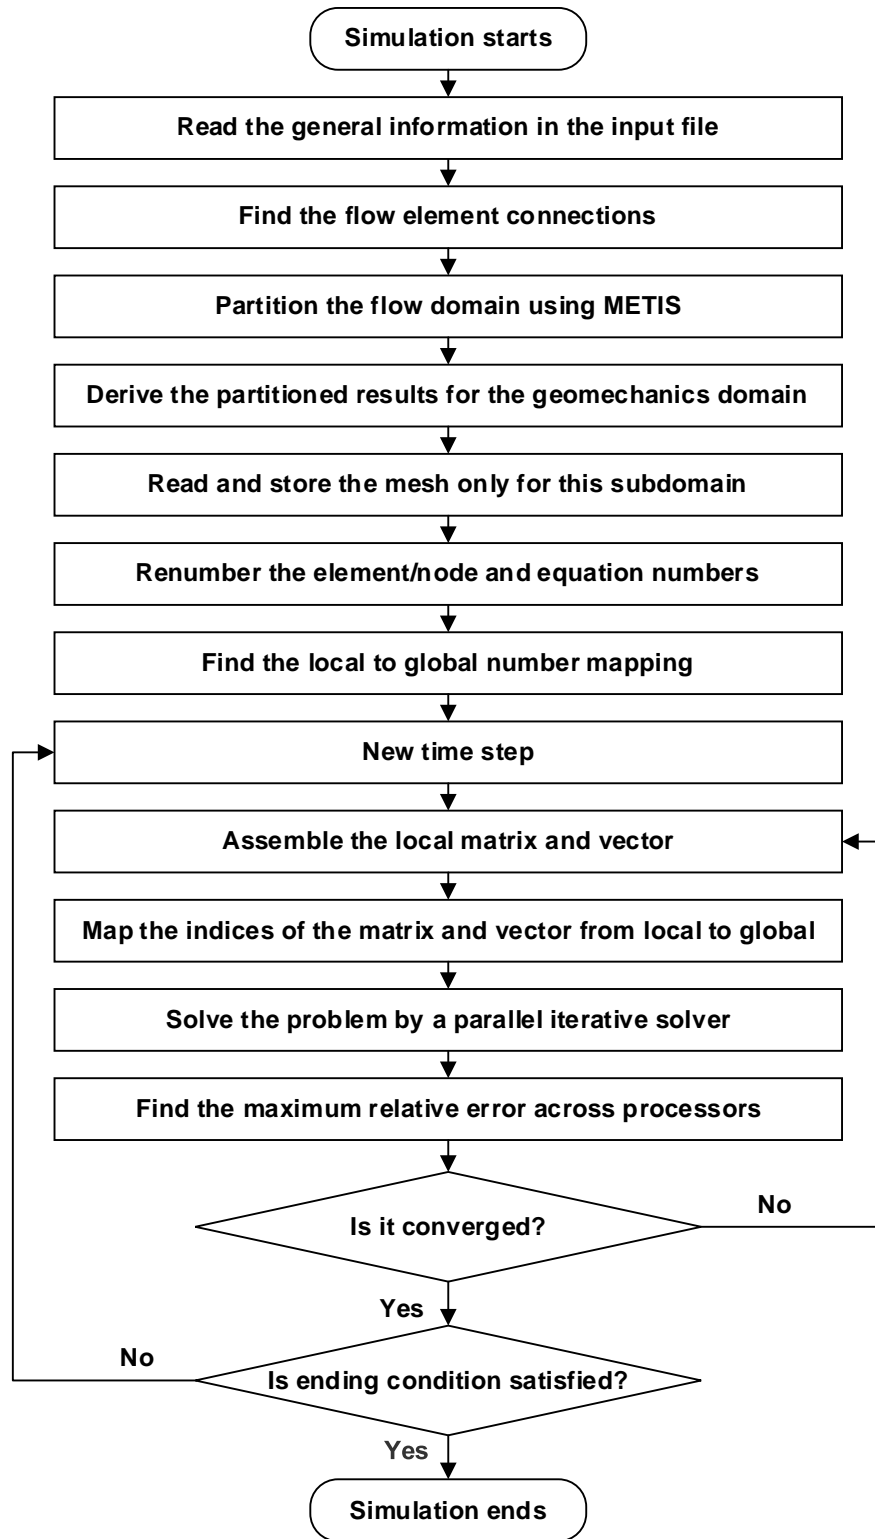 Simulation starts
Read the general information in the input file
Find the flow element connections
Partition the flow domain using METIS
Derive the partitioned results for the geomechanics domain
Read and store the mesh only for this subdomain
Renumber the element/node and equation numbers
Find the local to global number mapping
New time step
Assemble the local matrix and vector
Map the indices of the matrix and vector from local to global
Solve the problem by a parallel iterative solver
Find the maximum relative error across processors
Is it converged?
No
Yes
No
Is ending condition satisfied?
Yes
Simulation ends